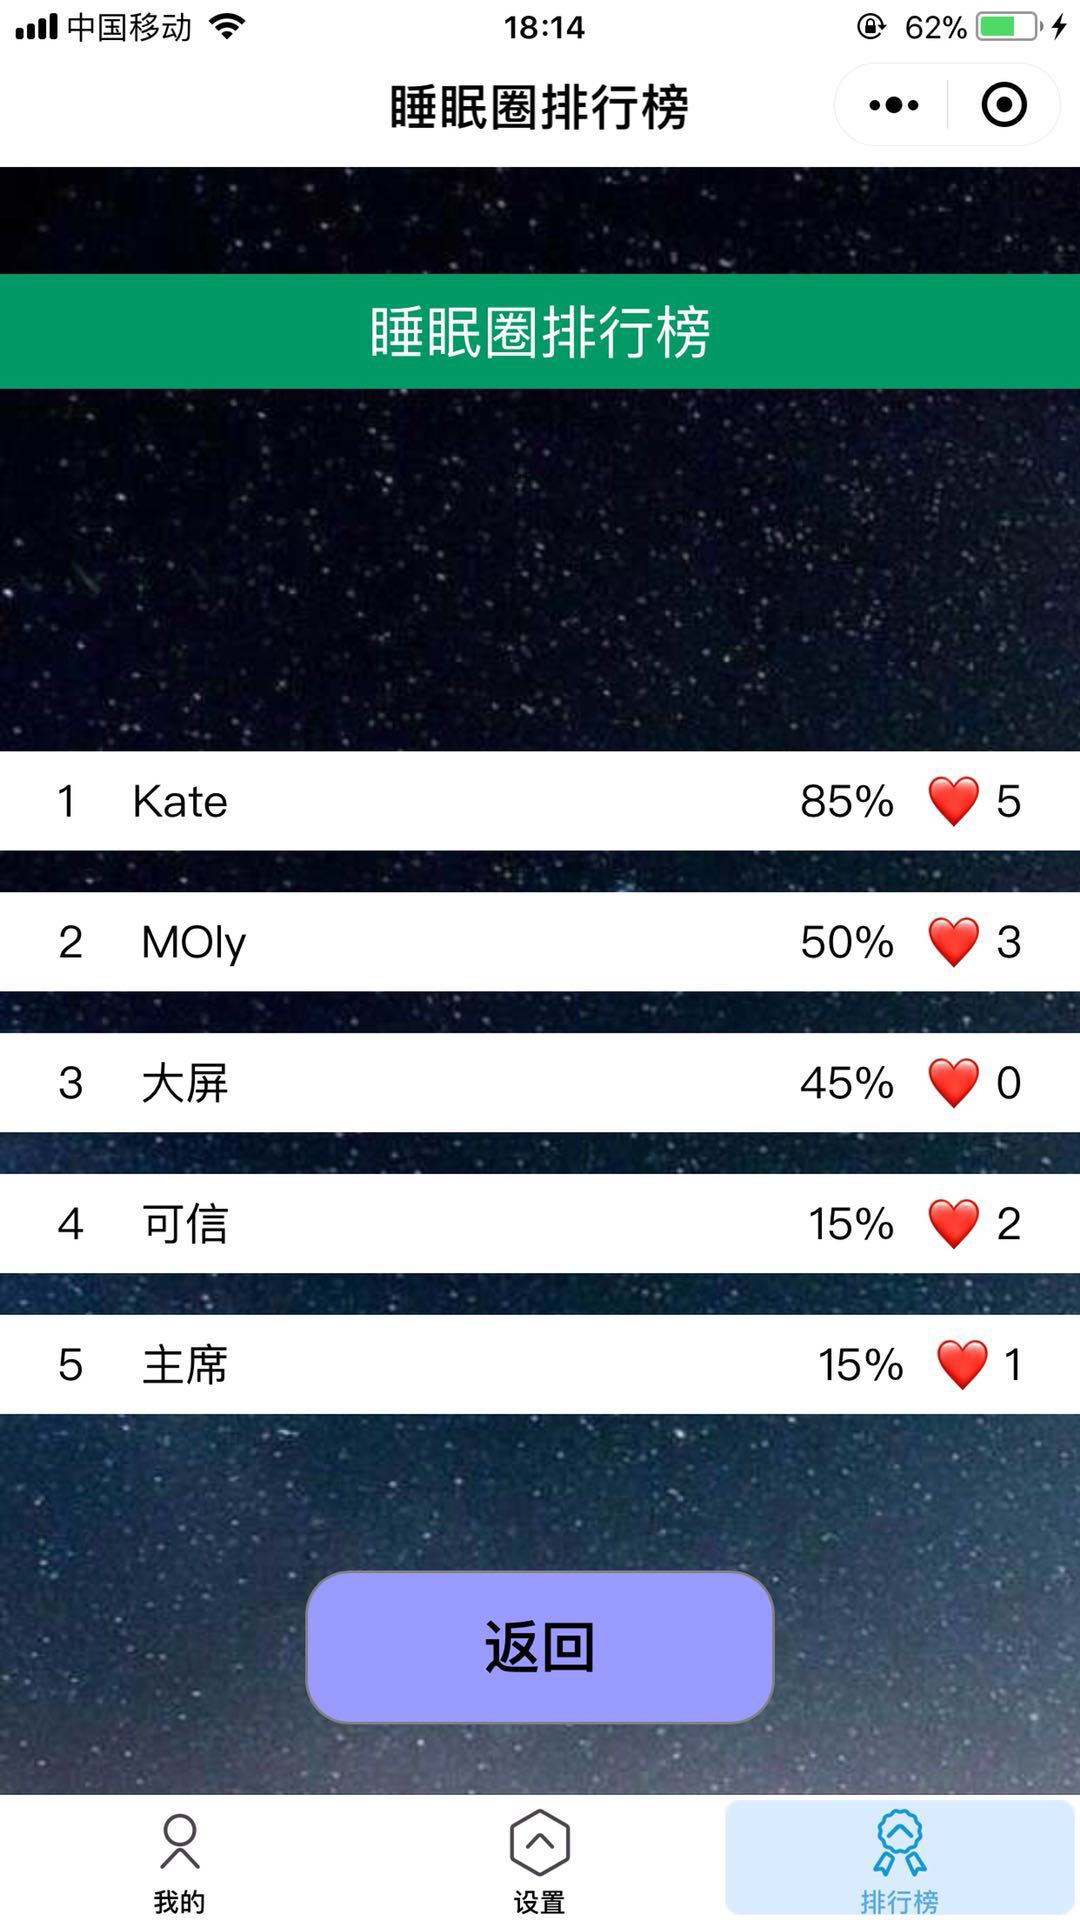 中国移动 18:14 62%
睡眠圈排行榜
睡眠圈排行榜
1 Kate 85% ❤️ 5
2 MOly 50% ❤️ 3
3 大屏 45% ❤️ 0
4 可信 15% ❤️ 2
5 主席 15% ❤️ 1
返回
我的 设置 排行榜